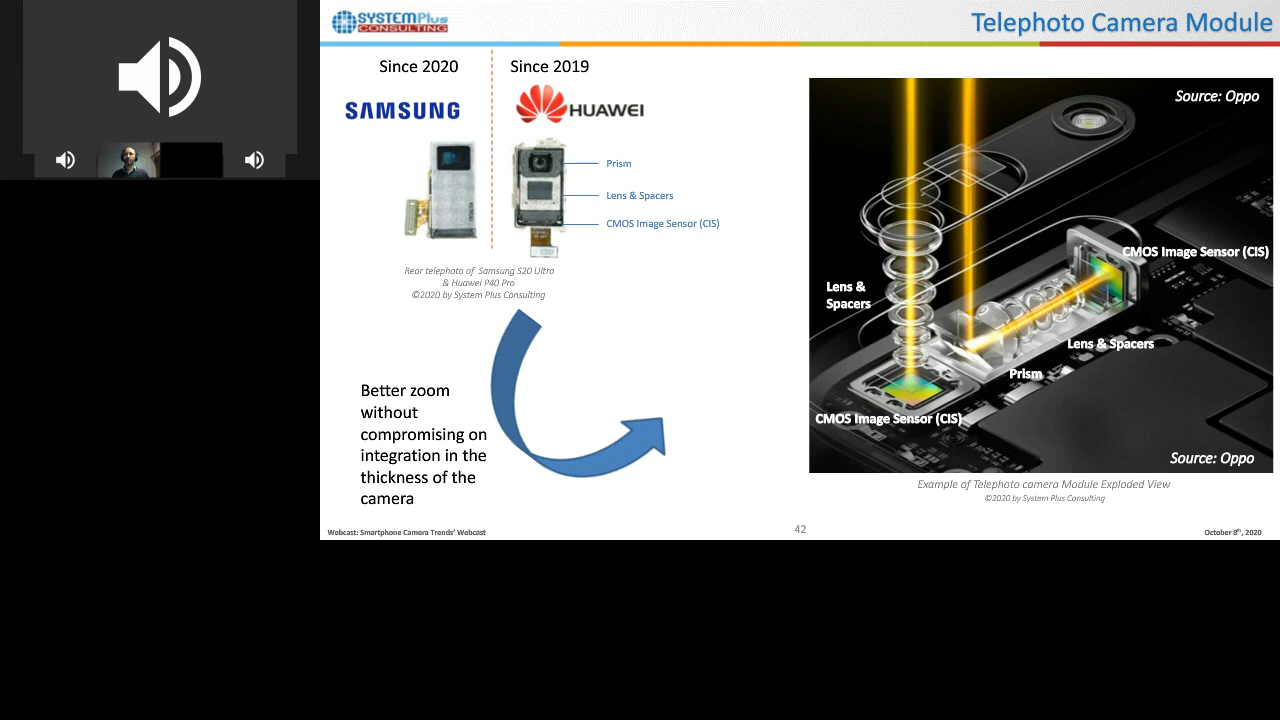 SYSTEMPlus
CONSULTING
Telephoto Camera Module
Since 2020
Since 2019
SAMSUNG
HUAWEI
Prism
Lens & Spacers
CMOS Image Sensor (CIS)
Rear telephoto of Samsung S20 Ultra
& Huawei P40 Pro
©2020 by System Plus Consulting
Better zoom
without
compromising on
integration in the
thickness of the
camera
Source: Oppo
CMOS Image Sensor (CIS)
Lens &
Spacers
Lens & Spacers
Prism
CMOS Image Sensor (CIS)
Source: Oppo
Example of Telephoto camera Module Exploded View
©2020 by System Plus Consulting
Webcast: Smartphone Camera Trends' Webcast
42
October 8th, 2020